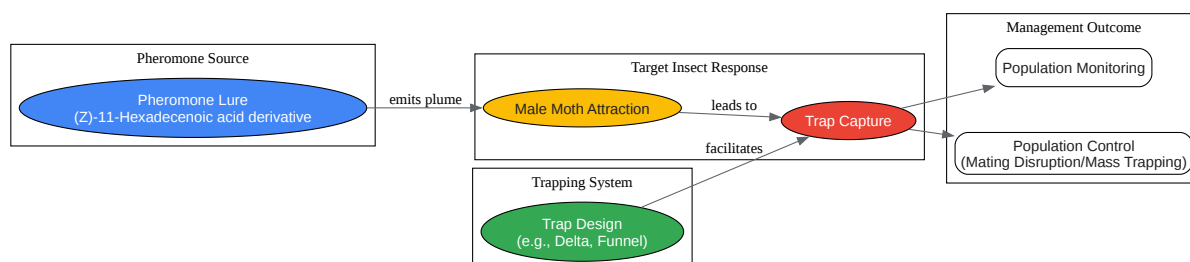 Pheromone Source
Pheromone Lure
(Z)-11-Hexadecenoic acid derivative
emits plume
Target Insect Response
Male Moth Attraction
leads to
Trap Capture
facilitates
Trapping System
Trap Design
(e.g., Delta, Funnel)
Management Outcome
Population Monitoring
Population Control
(Mating Disruption/Mass Trapping)